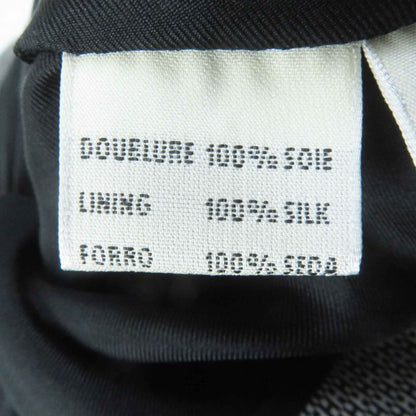 DOUBLURE 100% SOIE
LINING 100% SILK
FORRO 100% SEDA